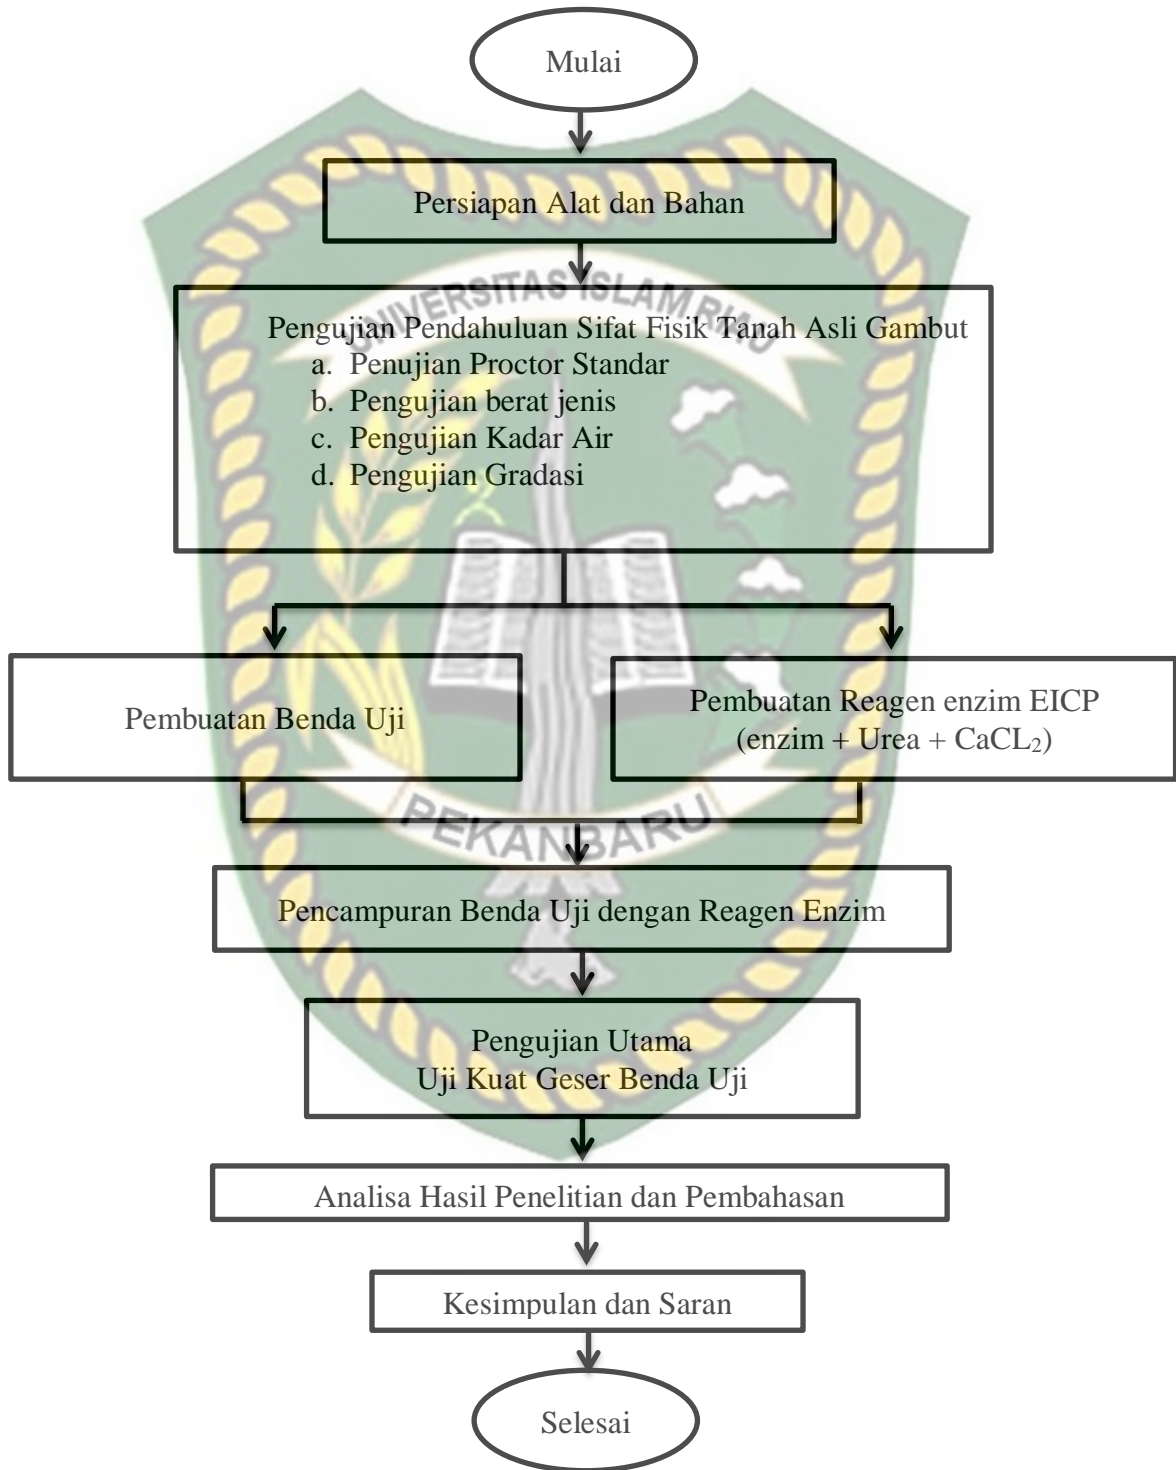 Mulai
Persiapan Alat dan Bahan
UNIVERSITAS ISLAM RIAU
Pengujian Pendahuluan Sifat Fisik Tanah Asli Gambut
a. Penujian Proctor Standar
b. Pengujian berat jenis
c. Pengujian Kadar Air
d. Pengujian Gradasi
Pembuatan Benda Uji
Pembuatan Reagen enzim EICP
(enzim + Urea + CaCL₂)
PEKANBARU
Pencampuran Benda Uji dengan Reagen Enzim
Pengujian Utama
Uji Kuat Geser Benda Uji
Analisa Hasil Penelitian dan Pembahasan
Kesimpulan dan Saran
Selesai